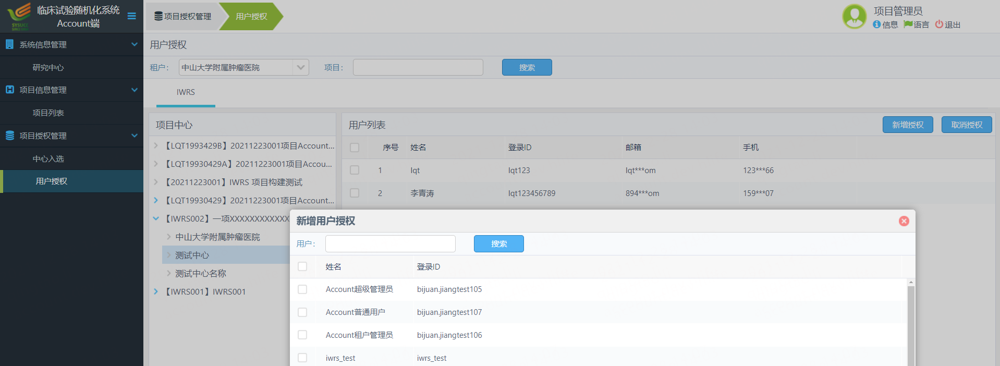 临床试验随机化系统
Account端
SYSUCC
项目授权管理
用户授权
项目管理员
信息 语言 退出
系统信息管理
研究中心
项目信息管理
项目列表
项目授权管理
中心入选
用户授权
用户授权
租户： 中山大学附属肿瘤医院 项目： 搜索
IWRS
项目中心
【LQT1993429B】20211223001项目Account...
【LQT19930429A】20211223001项目Accou...
【20211223001】IWRS 项目构建测试
【LQT19930429】20211223001项目Account...
【IWRS002】一项XXXXXXXXXXXX
中山大学附属肿瘤医院
测试中心
测试中心名称
【IWRS001】IWRS001
用户列表 新增授权 取消授权
序号 姓名 登录ID 邮箱 手机
1 lqt lqt123 lqt***om 123***66
2 李青涛 lqt123456789 894***om 159***07
新增用户授权
用户： 搜索
姓名 登录ID
Account超级管理员 bijuan.jiangtest105
Account普通用户 bijuan.jiangtest107
Account租户管理员 bijuan.jiangtest106
iwrs_test iwrs_test